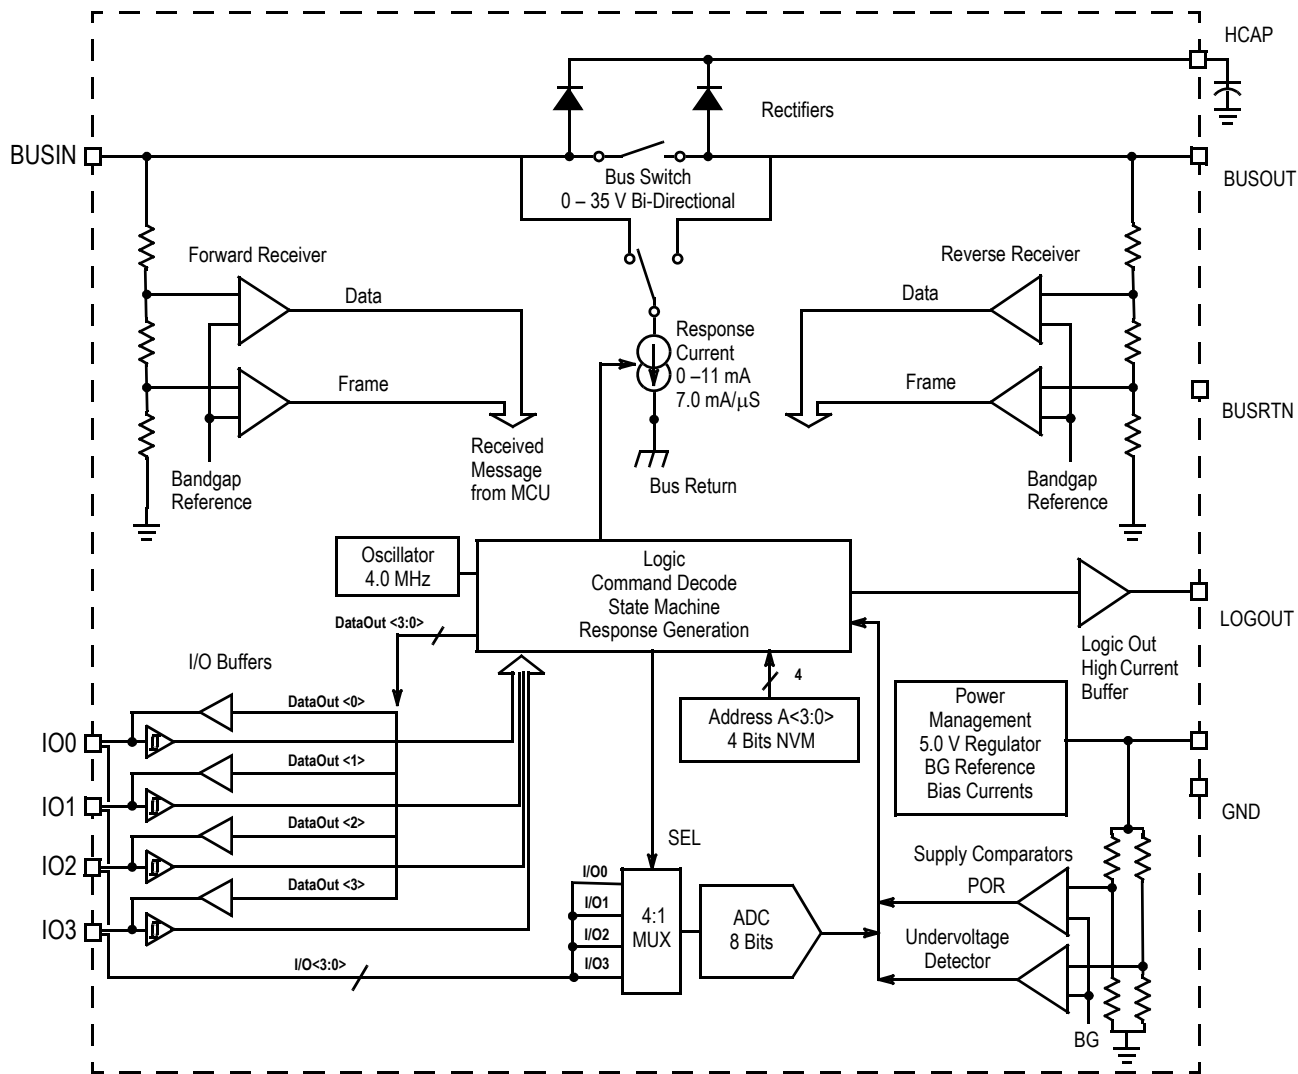 HCAP
Rectifiers
BUSIN
Bus Switch
0 – 35 V Bi-Directional
BUSOUT
Forward Receiver
Data
Frame
Bandgap
Reference
Received
Message
from MCU
Response
Current
0 –11 mA
7.0 mA/μS
Bus Return
Reverse Receiver
Data
Frame
Bandgap
Reference
BUSRTN
Oscillator
4.0 MHz
Logic
Command Decode
State Machine
Response Generation
LOGOUT
Logic Out
High Current
Buffer
DataOut <3:0>
I/O Buffers
DataOut <0>
IO0
DataOut <1>
IO1
DataOut <2>
IO2
DataOut <3>
IO3
I/O<3:0>
4
Address A<3:0>
4 Bits NVM
Power
Management
5.0 V Regulator
BG Reference
Bias Currents
GND
SEL
I/O0
I/O1
I/O2
I/O3
4:1
MUX
ADC
8 Bits
Supply Comparators
POR
Undervoltage
Detector
BG